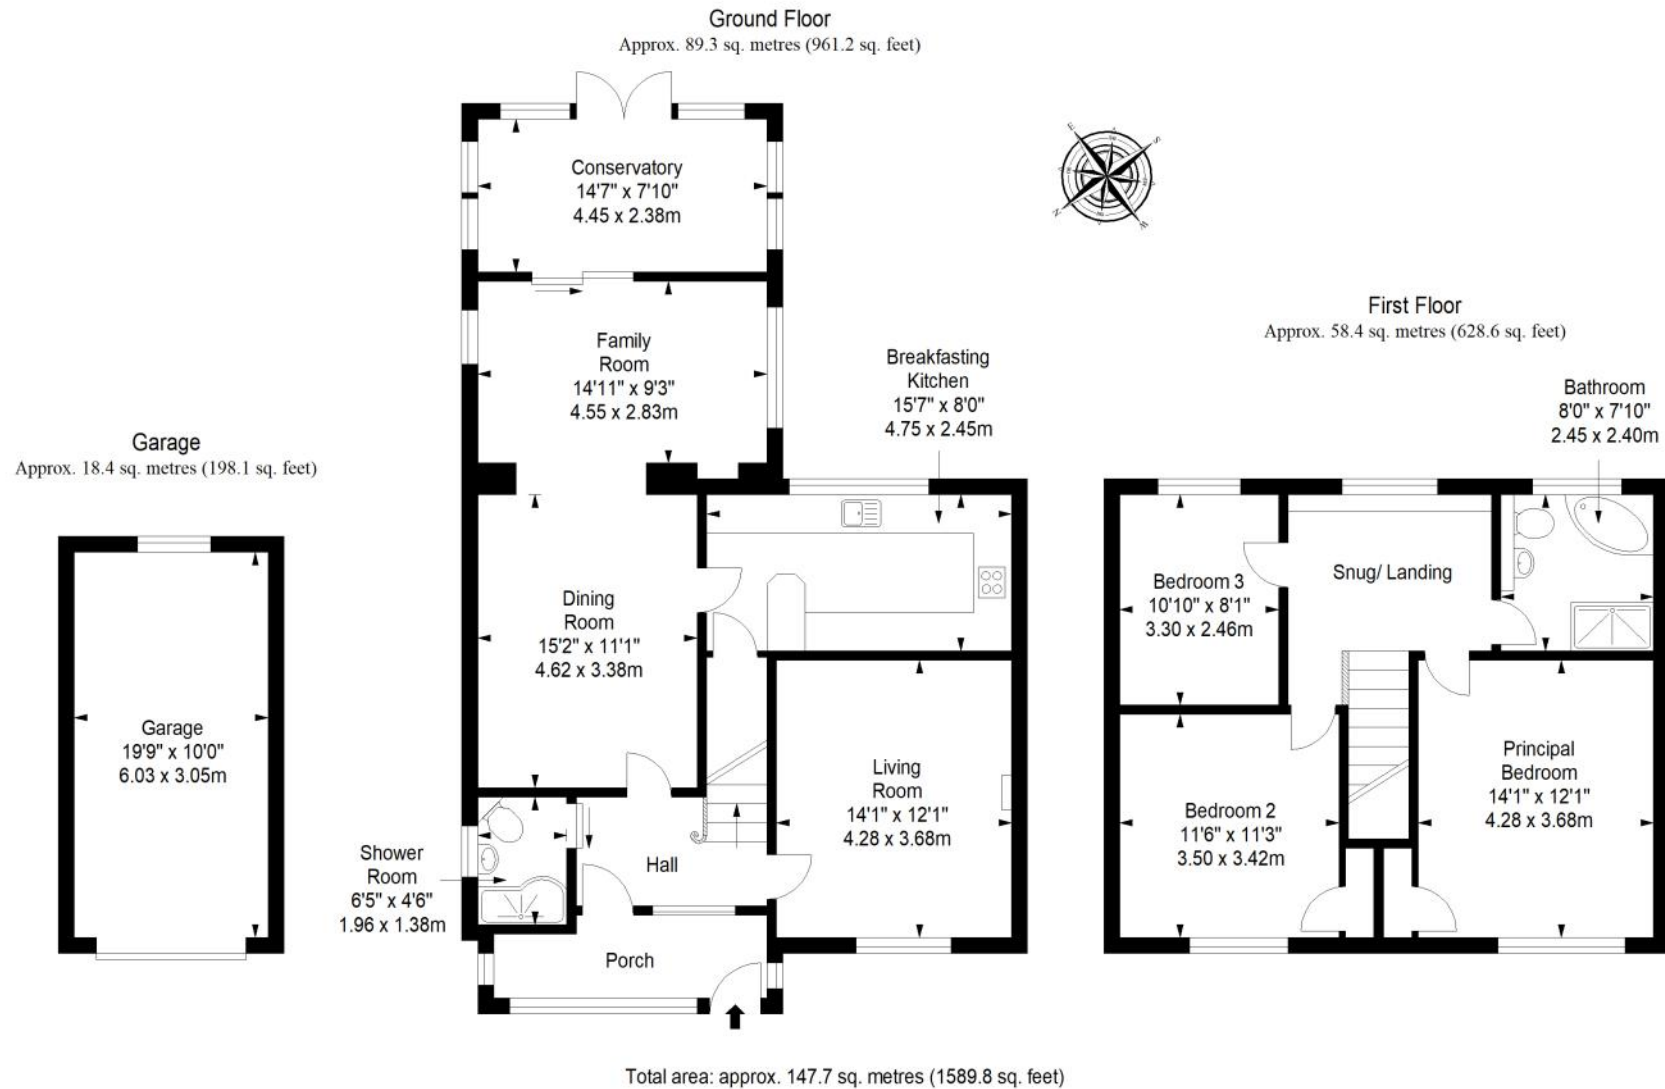 Ground Floor
Approx. 89.3 sq. metres (961.2 sq. feet)
Conservatory
14'7" x 7'10"
4.45 x 2.38m
E
S
N
W
Family
Room
14'11" x 9'3"
4.55 x 2.83m
Breakfasting
Kitchen
15'7" x 8'0"
4.75 x 2.45m
Dining
Room
15'2" x 11'1"
4.62 x 3.38m
Living
Room
14'1" x 12'1"
4.28 x 3.68m
Hall
Shower
Room
6'5" x 4'6"
1.96 x 1.38m
Porch
Garage
Approx. 18.4 sq. metres (198.1 sq. feet)
Garage
19'9" x 10'0"
6.03 x 3.05m
First Floor
Approx. 58.4 sq. metres (628.6 sq. feet)
Bathroom
8'0" x 7'10"
2.45 x 2.40m
Snug/ Landing
Bedroom 3
10'10" x 8'1"
3.30 x 2.46m
Principal
Bedroom
14'1" x 12'1"
4.28 x 3.68m
Bedroom 2
11'6" x 11'3"
3.50 x 3.42m
Total area: approx. 147.7 sq. metres (1589.8 sq. feet)